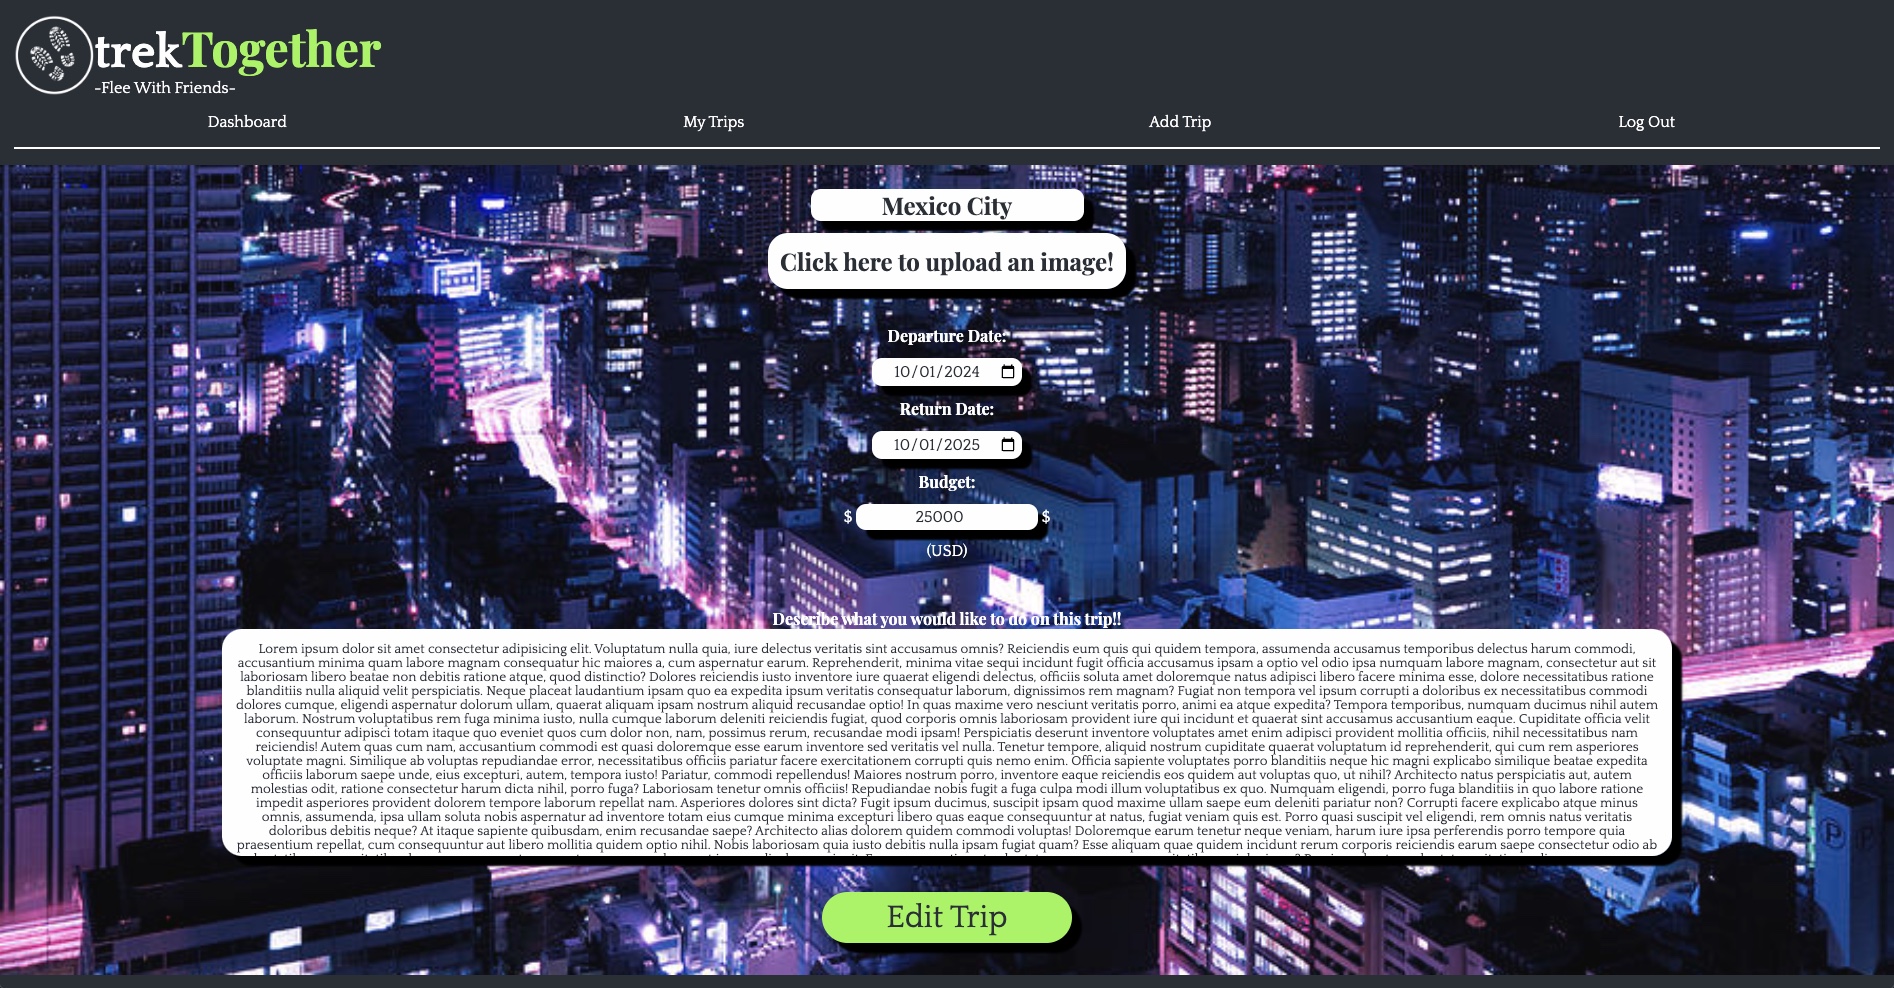 trekTogether
-Flee With Friends-
Dashboard My Trips Add Trip Log Out
Mexico City
Click here to upload an image!
Departure Date:
10/01/2024
Return Date:
10/01/2025
Budget:
$ 25000 $
(USD)
Describe what you would like to do on this trip!!
Lorem ipsum dolor sit amet consectetur adipisicing elit. Voluptatum nulla quia, iure delectus veritatis sint accusamus omnis? Reiciendis eum quis qui quidem tempora, assumenda accusamus temporibus delectus harum commodi,
accusantium minima quam labore magnam consequatur hic maiores a, cum aspernatur earum. Reprehenderit, minima vitae sequi incidunt fugit officia accusamus ipsam a optio vel odio ipsa numquam labore magnam, consectetur aut sit
laboriosam libero beatae non debitis ratione atque, quod distinctio? Dolores reiciendis iusto inventore iure quaerat eligendi delectus, officiis soluta amet doloremque natus adipisci libero facere minima esse, dolore necessitatibus ratione
blanditiis nulla aliquid velit perspiciatis. Neque placeat laudantium ipsam quo ea expedita ipsum veritatis consequatur laborum, dignissimos rem magnam? Fugiat non tempora vel ipsum corrupti a doloribus ex necessitatibus commodi
dolores cumque, eligendi aspernatur dolorum ullam, quaerat aliquam ipsam nostrum aliquid recusandae optio! In quas maxime vero nesciunt veritatis porro, animi ea atque expedita? Tempora temporibus, numquam ducimus nihil autem
laborum. Nostrum voluptatibus rem fuga minima iusto, nulla cumque laborum deleniti reiciendis fugiat, quod corporis omnis laboriosam provident iure qui incidunt et quaerat sint accusamus accusantium eaque. Cupiditate officia velit
consequuntur adipisci totam itaque quo eveniet quos cum dolor non, nam, possimus rerum, recusandae modi ipsam! Perspiciatis deserunt inventore voluptates amet enim adipisci provident mollitia officiis, nihil necessitatibus nam
reiciendis! Autem quas cum nam, accusantium commodi est quasi doloremque esse earum inventore sed veritatis vel nulla. Tenetur tempore, aliquid nostrum cupiditate quaerat voluptatum id reprehenderit, qui cum rem asperiores
voluptate magni. Similique ab voluptas repudiandae error, necessitatibus officiis pariatur facere exercitationem corrupti quis nemo enim. Officia sapiente voluptates porro blanditiis neque hic magni explicabo similique beatae expedita
officiis laborum saepe unde, eius excepturi, autem, tempora iusto! Pariatur, commodi repellendus! Maiores nostrum porro, inventore eaque reiciendis eos quidem aut voluptas quo, ut nihil? Architecto natus perspiciatis aut, autem
molestias odit, ratione consectetur harum dicta nihil, porro fuga? Laboriosam tenetur omnis officiis! Repudiandae nobis fugit a fuga culpa modi illum voluptatibus ex quo. Numquam eligendi, porro fuga blanditiis in quo labore ratione
impedit asperiores provident dolorem tempore laborum repellat nam. Asperiores dolores sint dicta? Fugit ipsum ducimus, suscipit ipsam quod maxime ullam saepe eum deleniti pariatur non? Corrupti facere explicabo atque minus
omnis, assumenda, ipsa ullam soluta nobis aspernatur ad inventore totam eius cumque minima excepturi libero quas eaque consequuntur at natus, fugiat veniam quis est. Porro quasi suscipit vel eligendi, rem omnis natus veritatis
doloribus debitis neque? At itaque sapiente quibusdam, enim recusandae saepe? Architecto alias dolorem quidem commodi voluptas! Doloremque earum tenetur neque veniam, harum iure ipsa perferendis porro tempore quia
praesentium repellat, cum consequuntur aut libero mollitia quidem optio nihil. Nobis laboriosam quia iusto debitis nulla ipsam fugiat quam? Esse aliquam quae quidem incidunt rerum corporis reiciendis earum saepe consectetur odio ab
Edit Trip